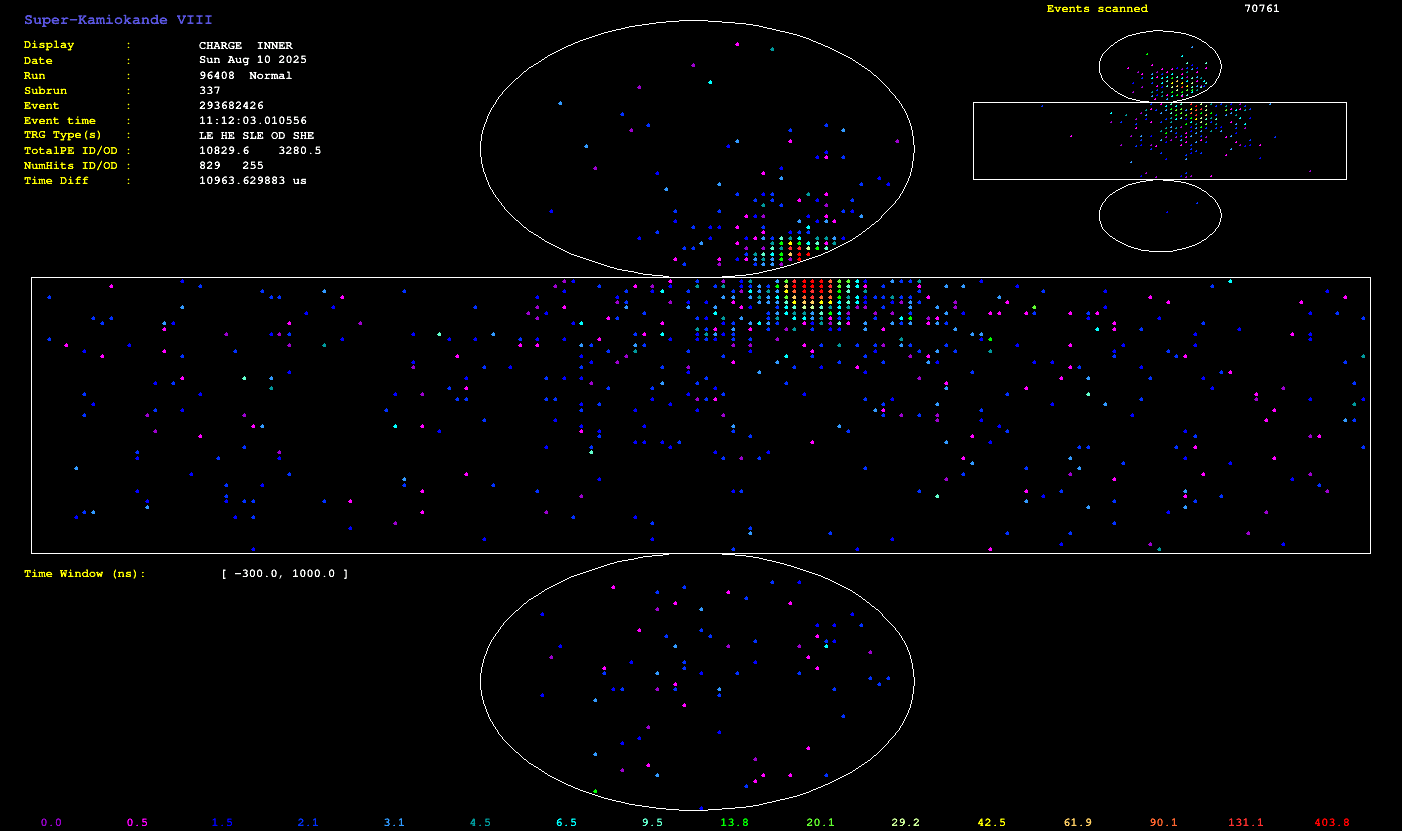 Super-Kamiokande VIII
Events scanned 70761
Display : CHARGE INNER
Date : Sun Aug 10 2025
Run : 96408 Normal
Subrun : 337
Event : 293682426
Event time : 11:12:03.010556
TRG Type(s) : LE HE SLE OD SHE
TotalPE ID/OD : 10829.6 3280.5
NumHits ID/OD : 829 255
Time Diff : 10963.629883 us
Time Window (ns): [ -300.0, 1000.0 ]
0.0 0.5 1.5 2.1 3.1 4.5 6.5 9.5 13.8 20.1 29.2 42.5 61.9 90.1 131.1 403.8